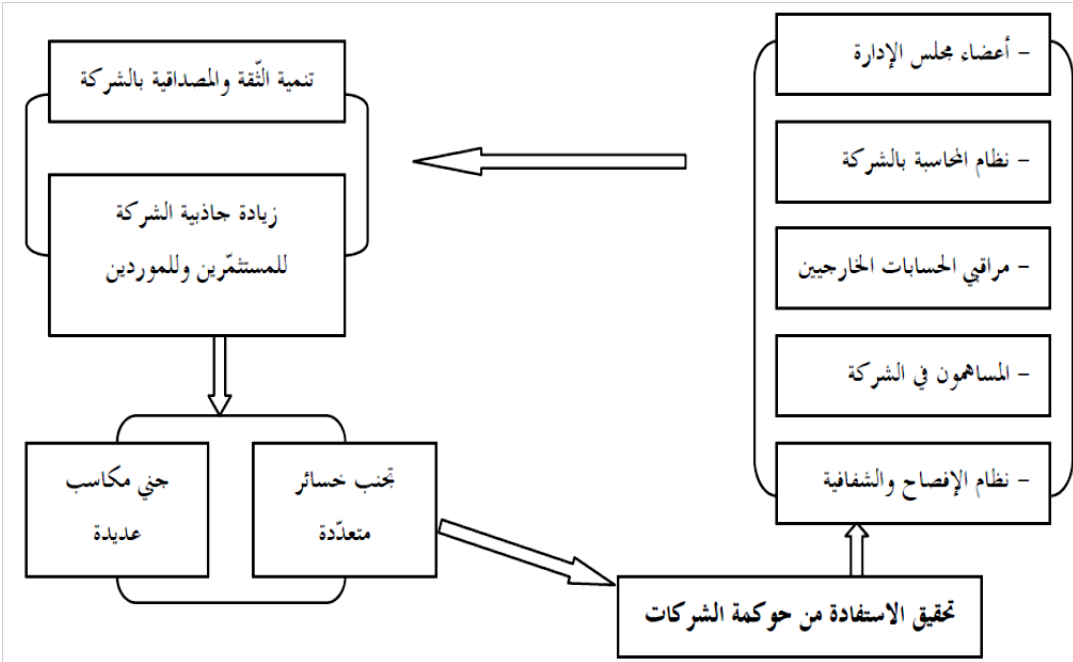 - أعضاء مجلس الإدارة
- نظام المحاسبة بالشركة
- مراقبي الحسابات الخارجيين
- المساهمون في الشركة
- نظام الإفصاح والشفافية
تنمية الثّقة والمصداقية بالشركة
زيادة جاذبية الشركة
للمستثمّرين وللموردين
تجنب خسائر
متعدّدة
جني مكاسب
عديدة
تحقيق الاستفادة من حوكمة الشركات